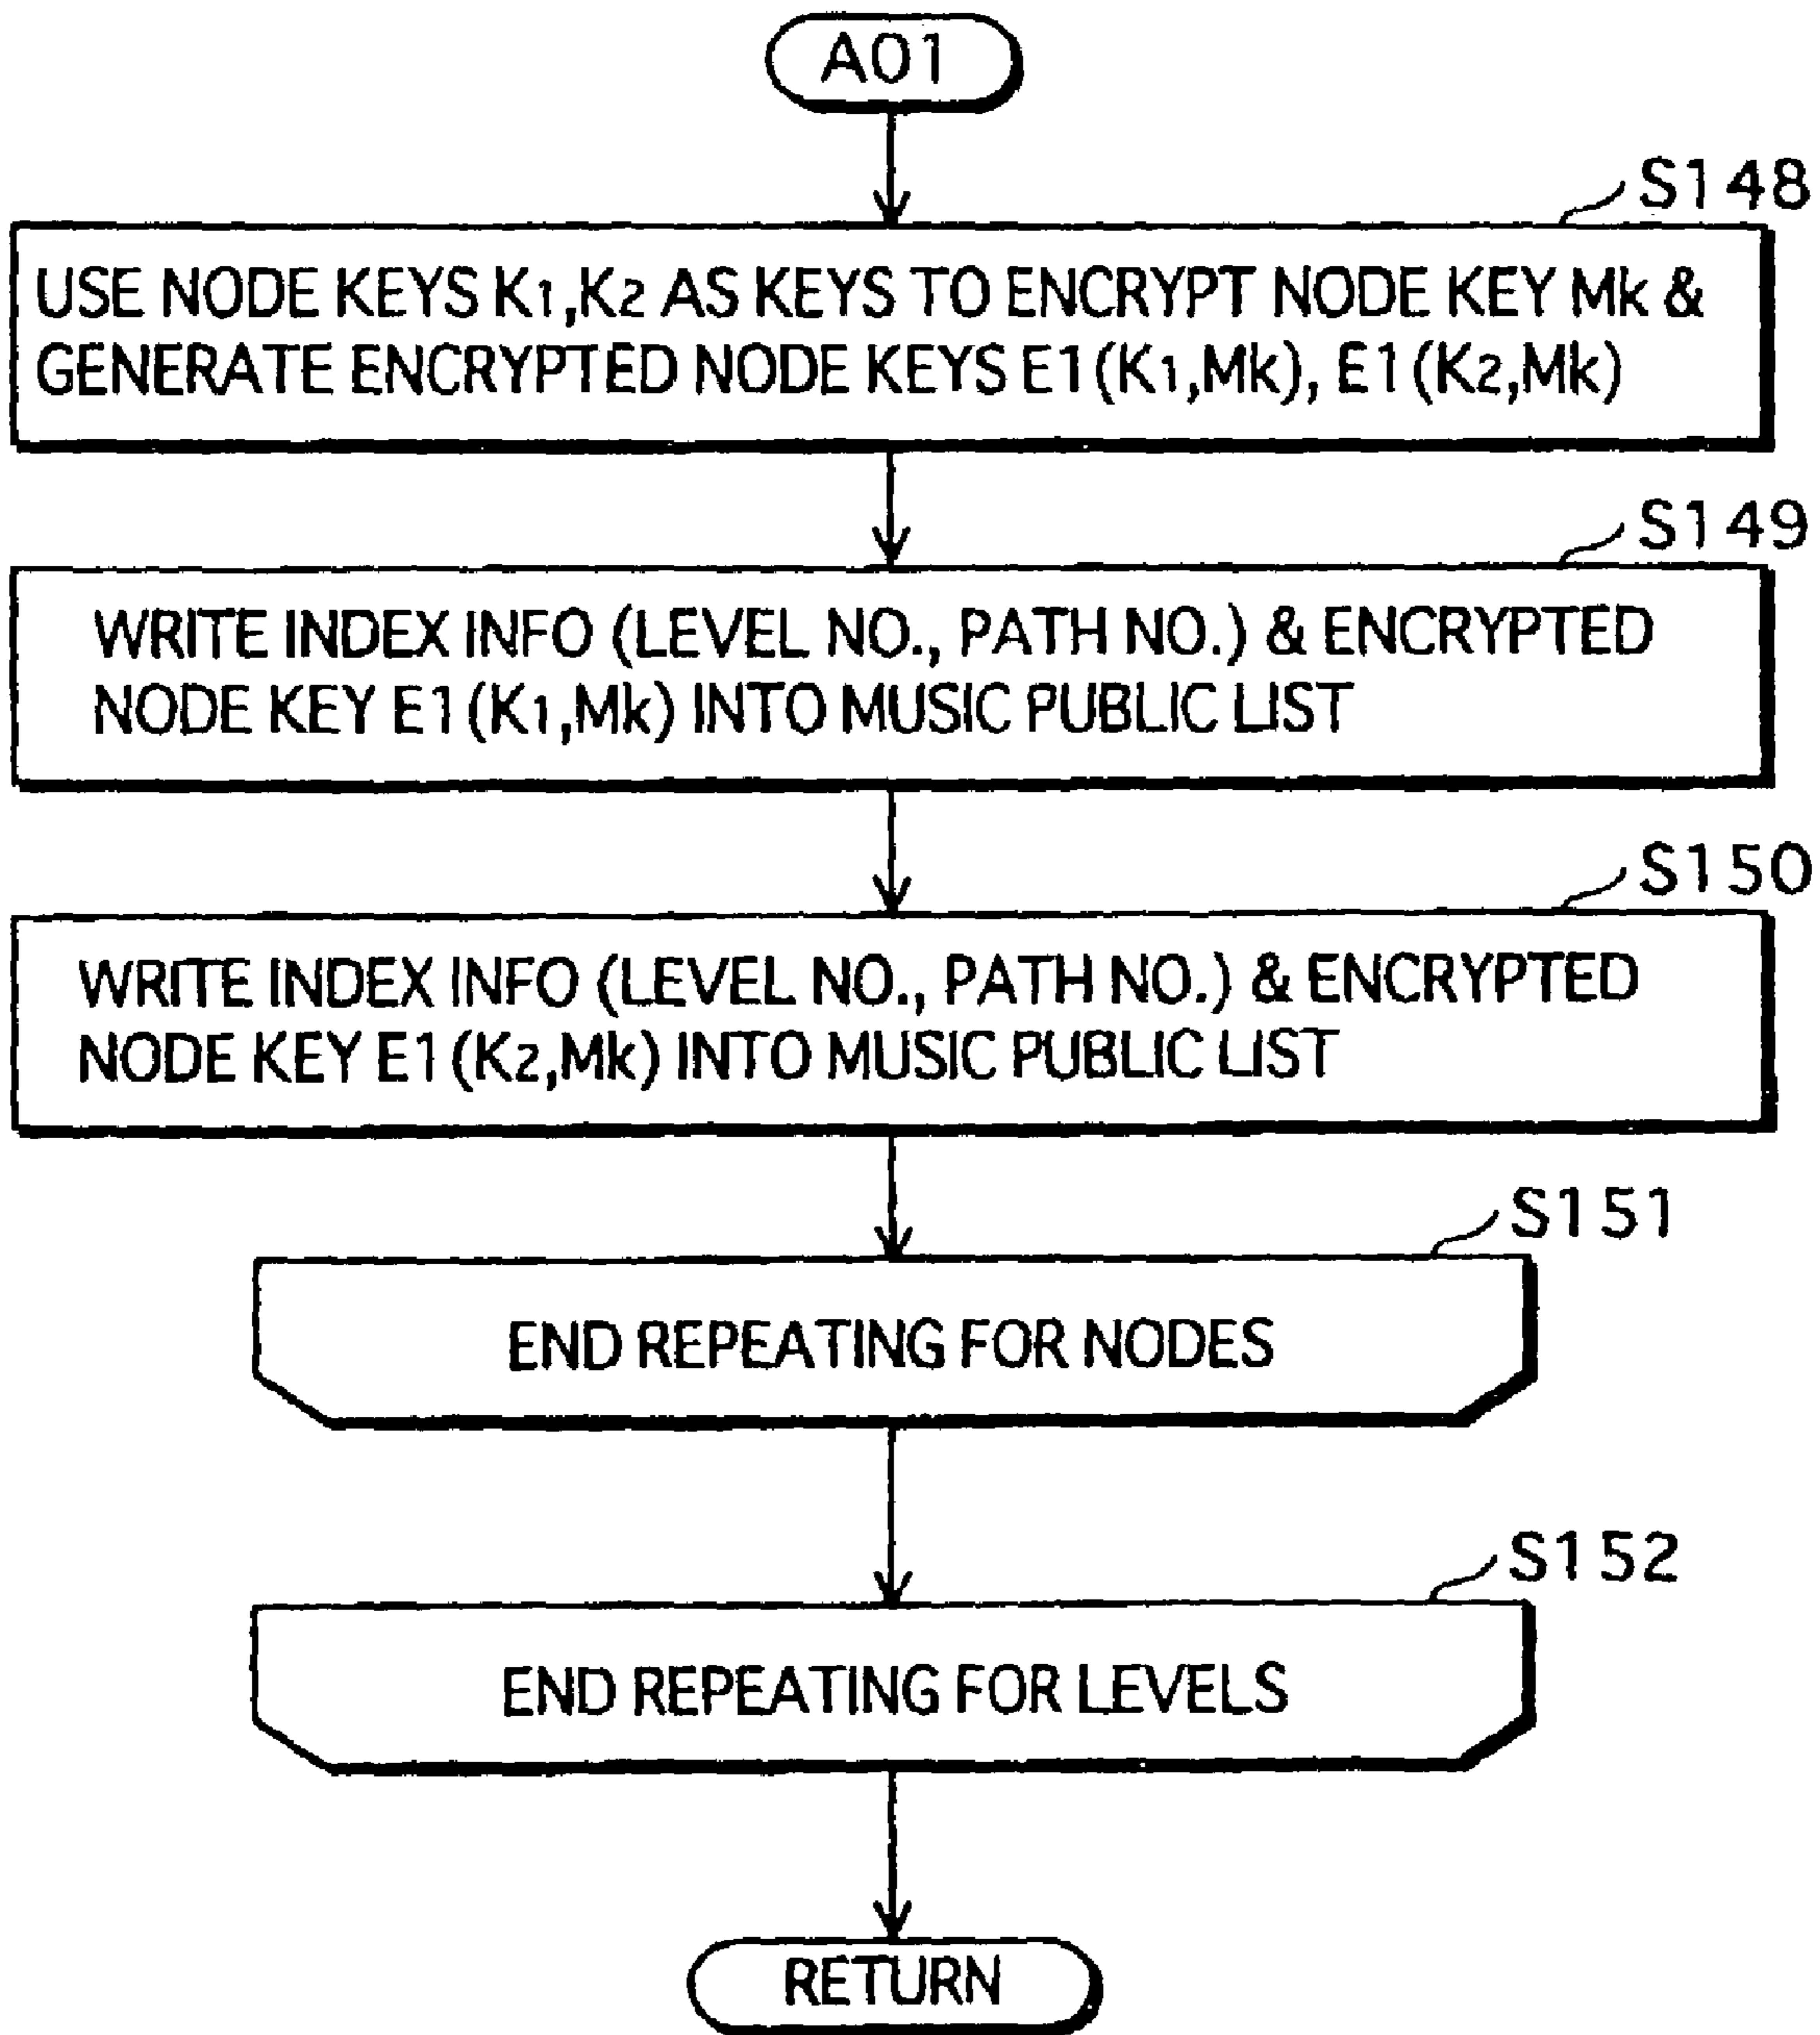 A01
S148
USE NODE KEYS K1,K2 AS KEYS TO ENCRYPT NODE KEY Mk &
GENERATE ENCRYPTED NODE KEYS E1(K1,Mk), E1(K2,Mk)
S149
WRITE INDEX INFO (LEVEL NO., PATH NO.) & ENCRYPTED
NODE KEY E1(K1,Mk) INTO MUSIC PUBLIC LIST
S150
WRITE INDEX INFO (LEVEL NO., PATH NO.) & ENCRYPTED
NODE KEY E1(K2,Mk) INTO MUSIC PUBLIC LIST
S151
END REPEATING FOR NODES
S152
END REPEATING FOR LEVELS
RETURN